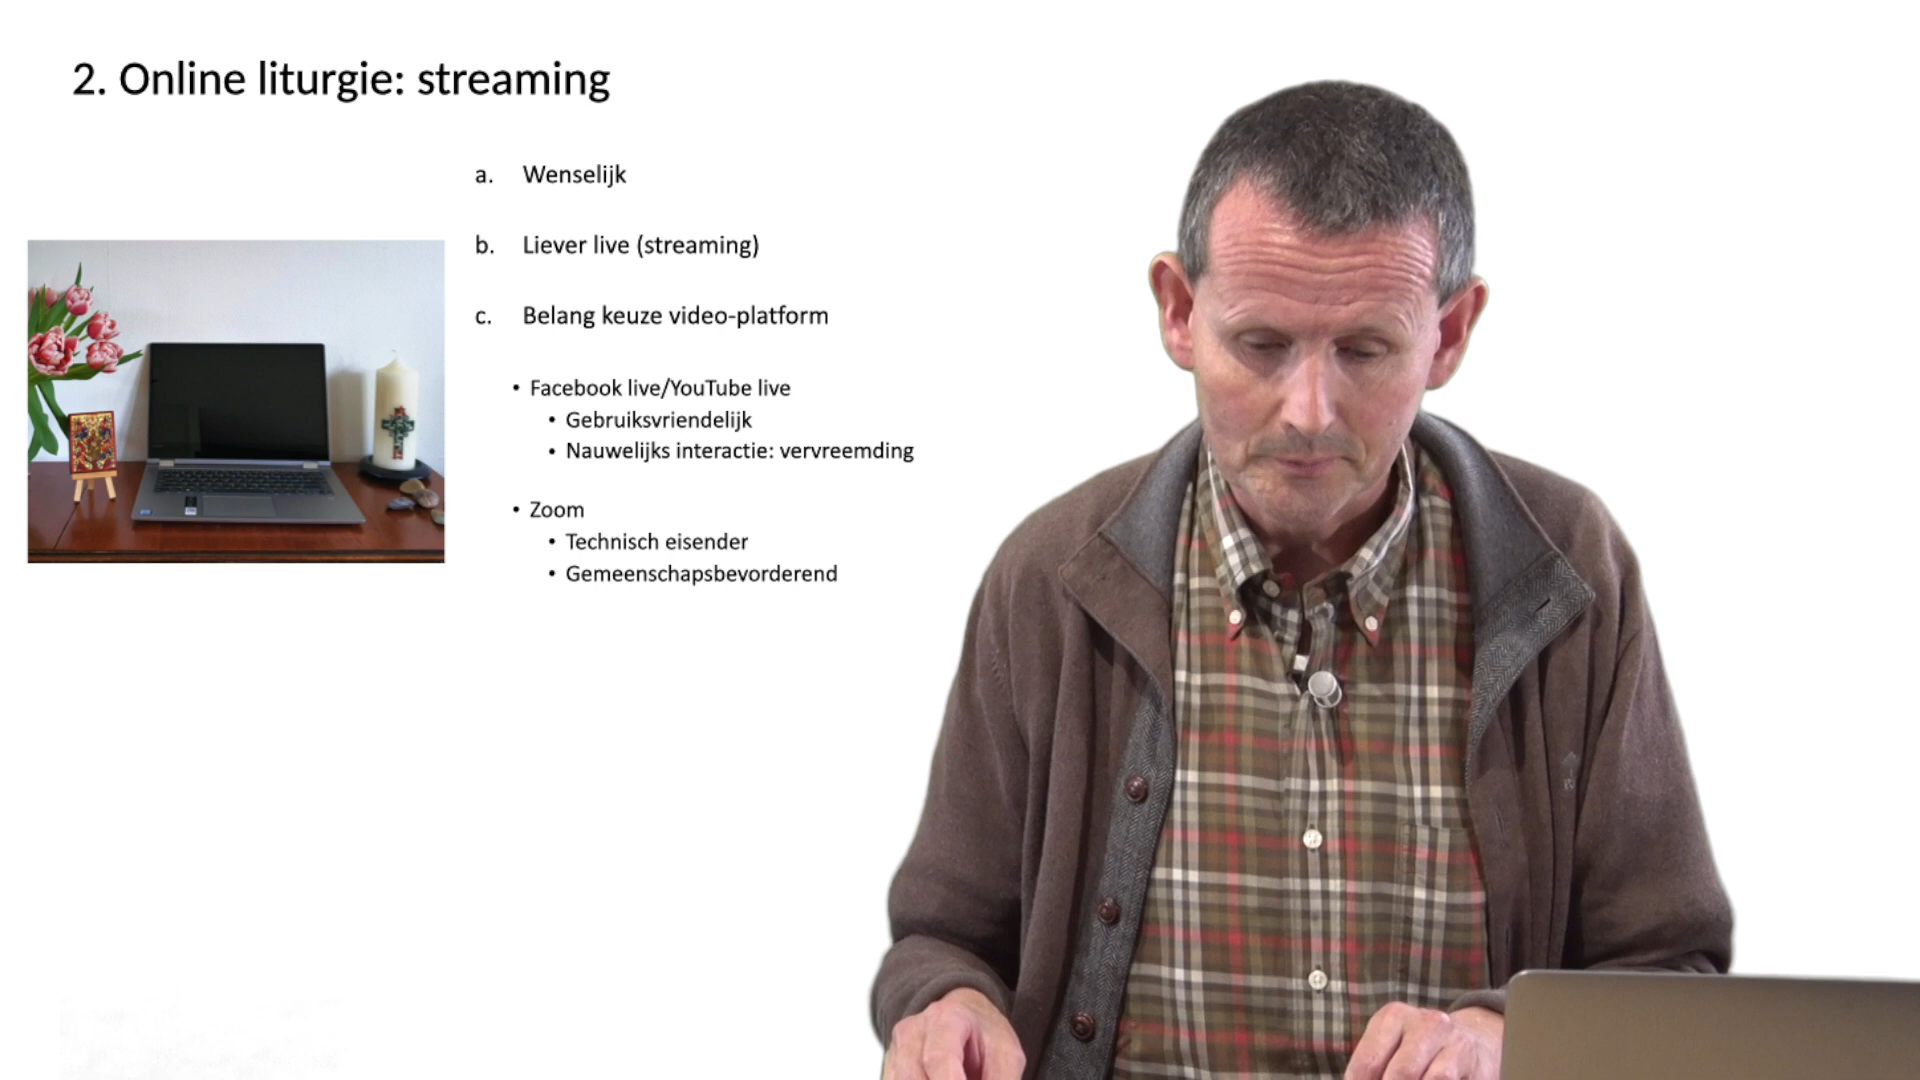 2. Online liturgie: streaming
a. Wenselijk
b. Liever live (streaming)
c. Belang keuze video-platform
• Facebook live/YouTube live
• Gebruiksvriendelijk
• Nauwelijks interactie: vervreemding
• Zoom
• Technisch eisender
• Gemeenschapsbevorderend